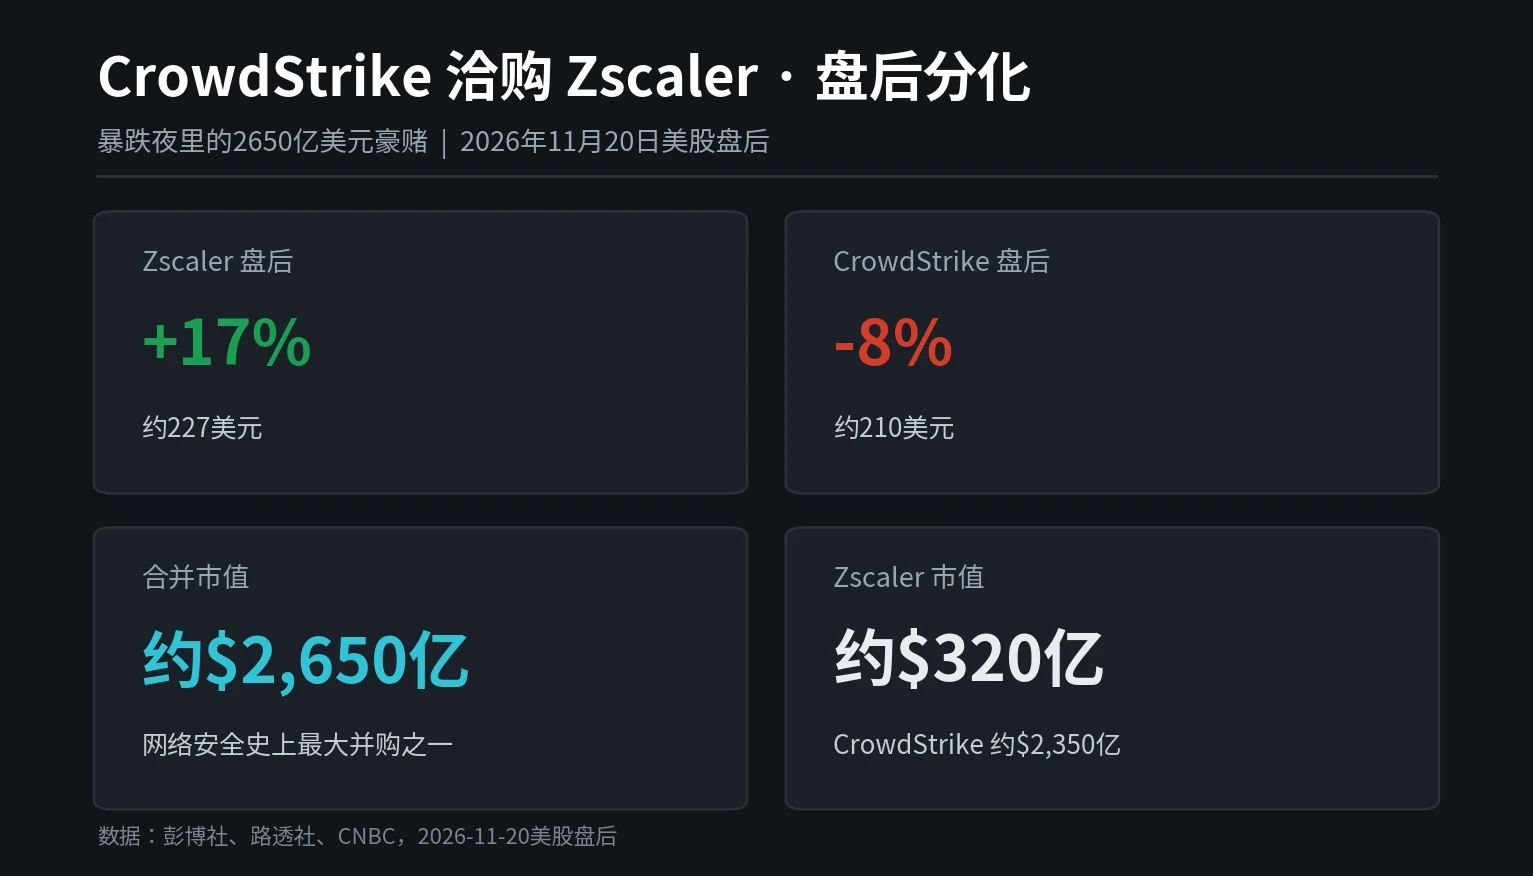 CrowdStrike 洽购 Zscaler · 盘后分化
暴跌夜里的2650亿美元豪赌 | 2026年11月20日美股盘后
Zscaler 盘后
+17%
约227美元
CrowdStrike 盘后
-8%
约210美元
合并市值
约$2,650亿
网络安全史上最大并购之一
Zscaler 市值
约$320亿
CrowdStrike 约$2,350亿
数据：彭博社、路透社、CNBC，2026-11-20美股盘后